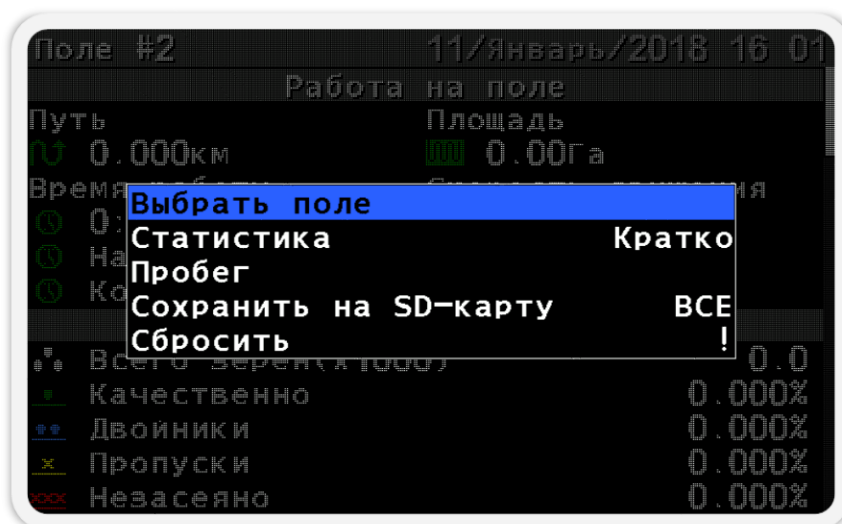 Поле #2 11/Январь/2018 16 01
Работа на поле
Путь Площадь
0.000км 0.00Га
Выбрать поле
Статистика Кратко
Пробег
Сохранить на SD-карту ВСЕ
Сбросить !
0.0
Качественно 0.000%
Двойники 0.000%
Пропуски 0.000%
Незасеяно 0.000%